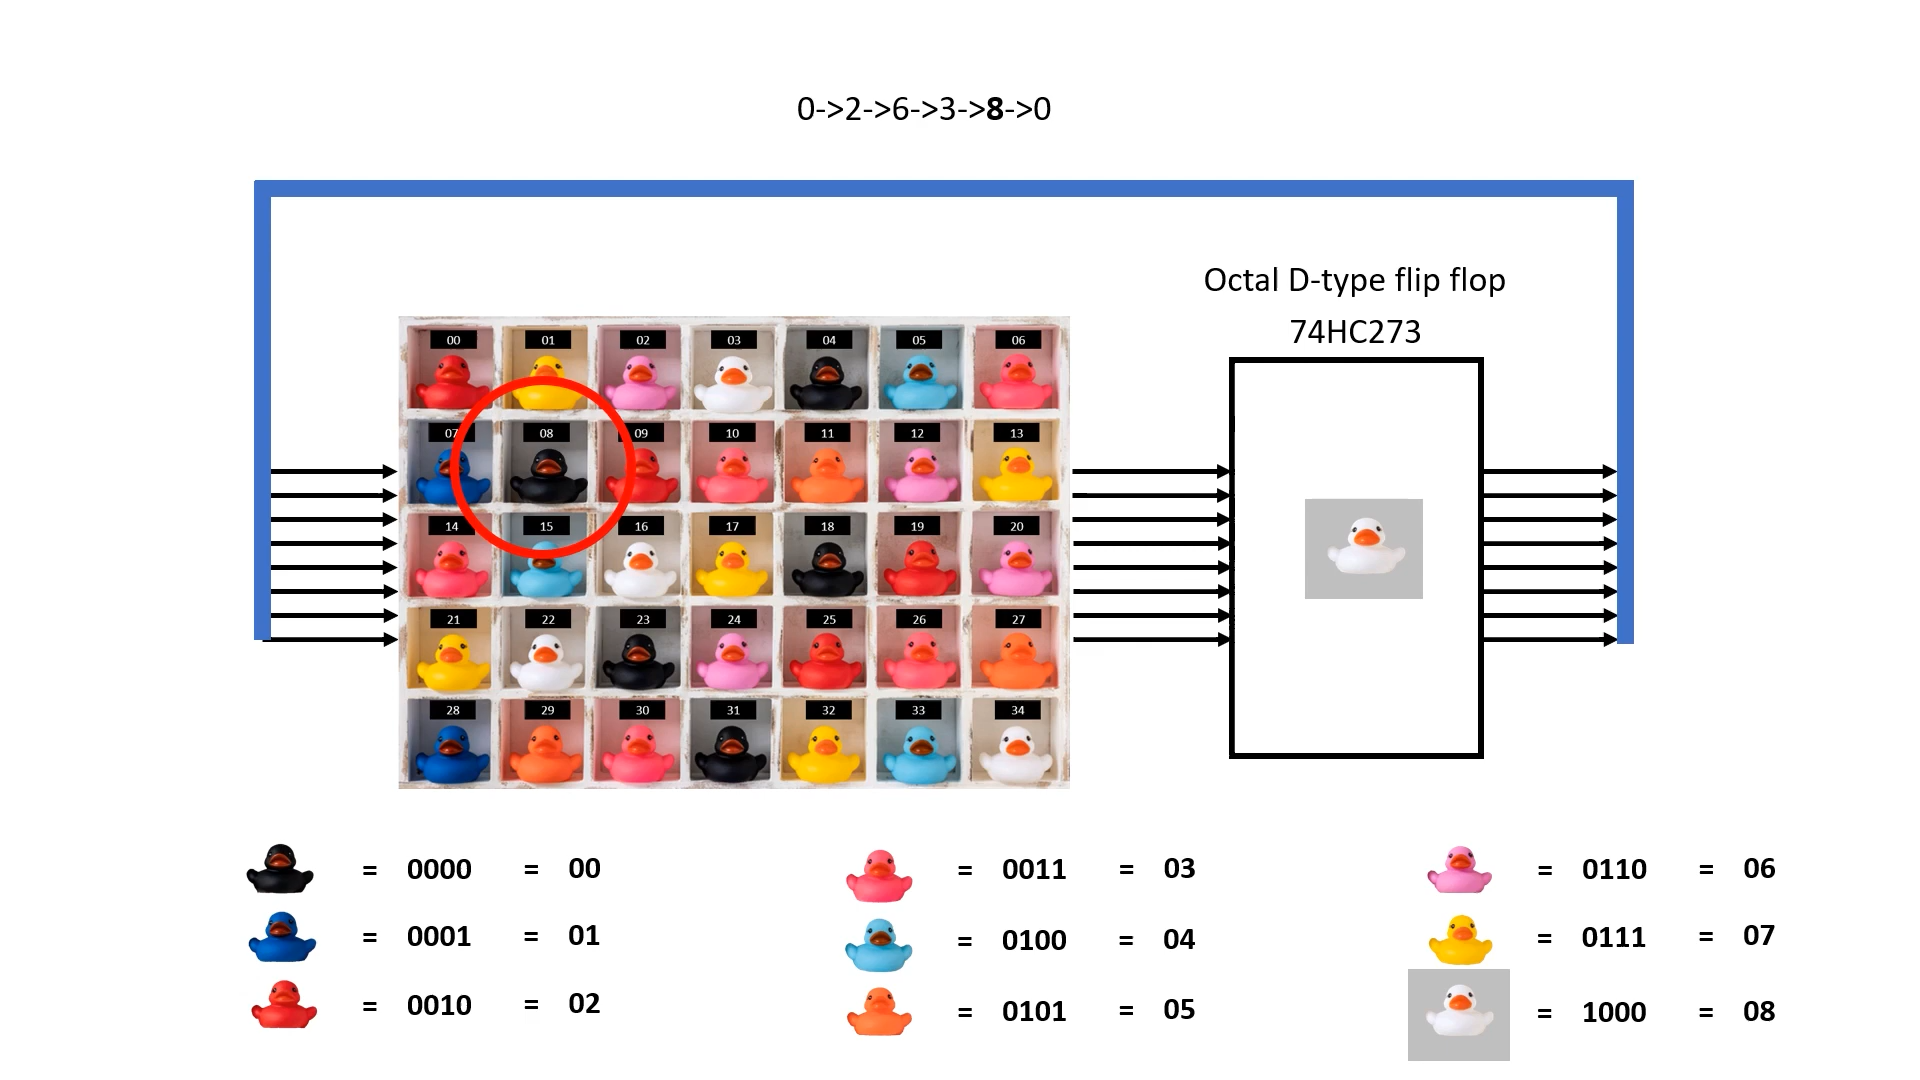 0->2->6->3->8->0
Octal D-type flip flop
74HC273
00 01 02 03 04 05 06
07 08 09 10 11 12 13
14 15 16 17 18 19 20
21 22 23 24 25 26 27
28 29 30 31 32 33 34
= 0000 = 00 = 0011 = 03 = 0110 = 06
= 0001 = 01 = 0100 = 04 = 0111 = 07
= 0010 = 02 = 0101 = 05 = 1000 = 08